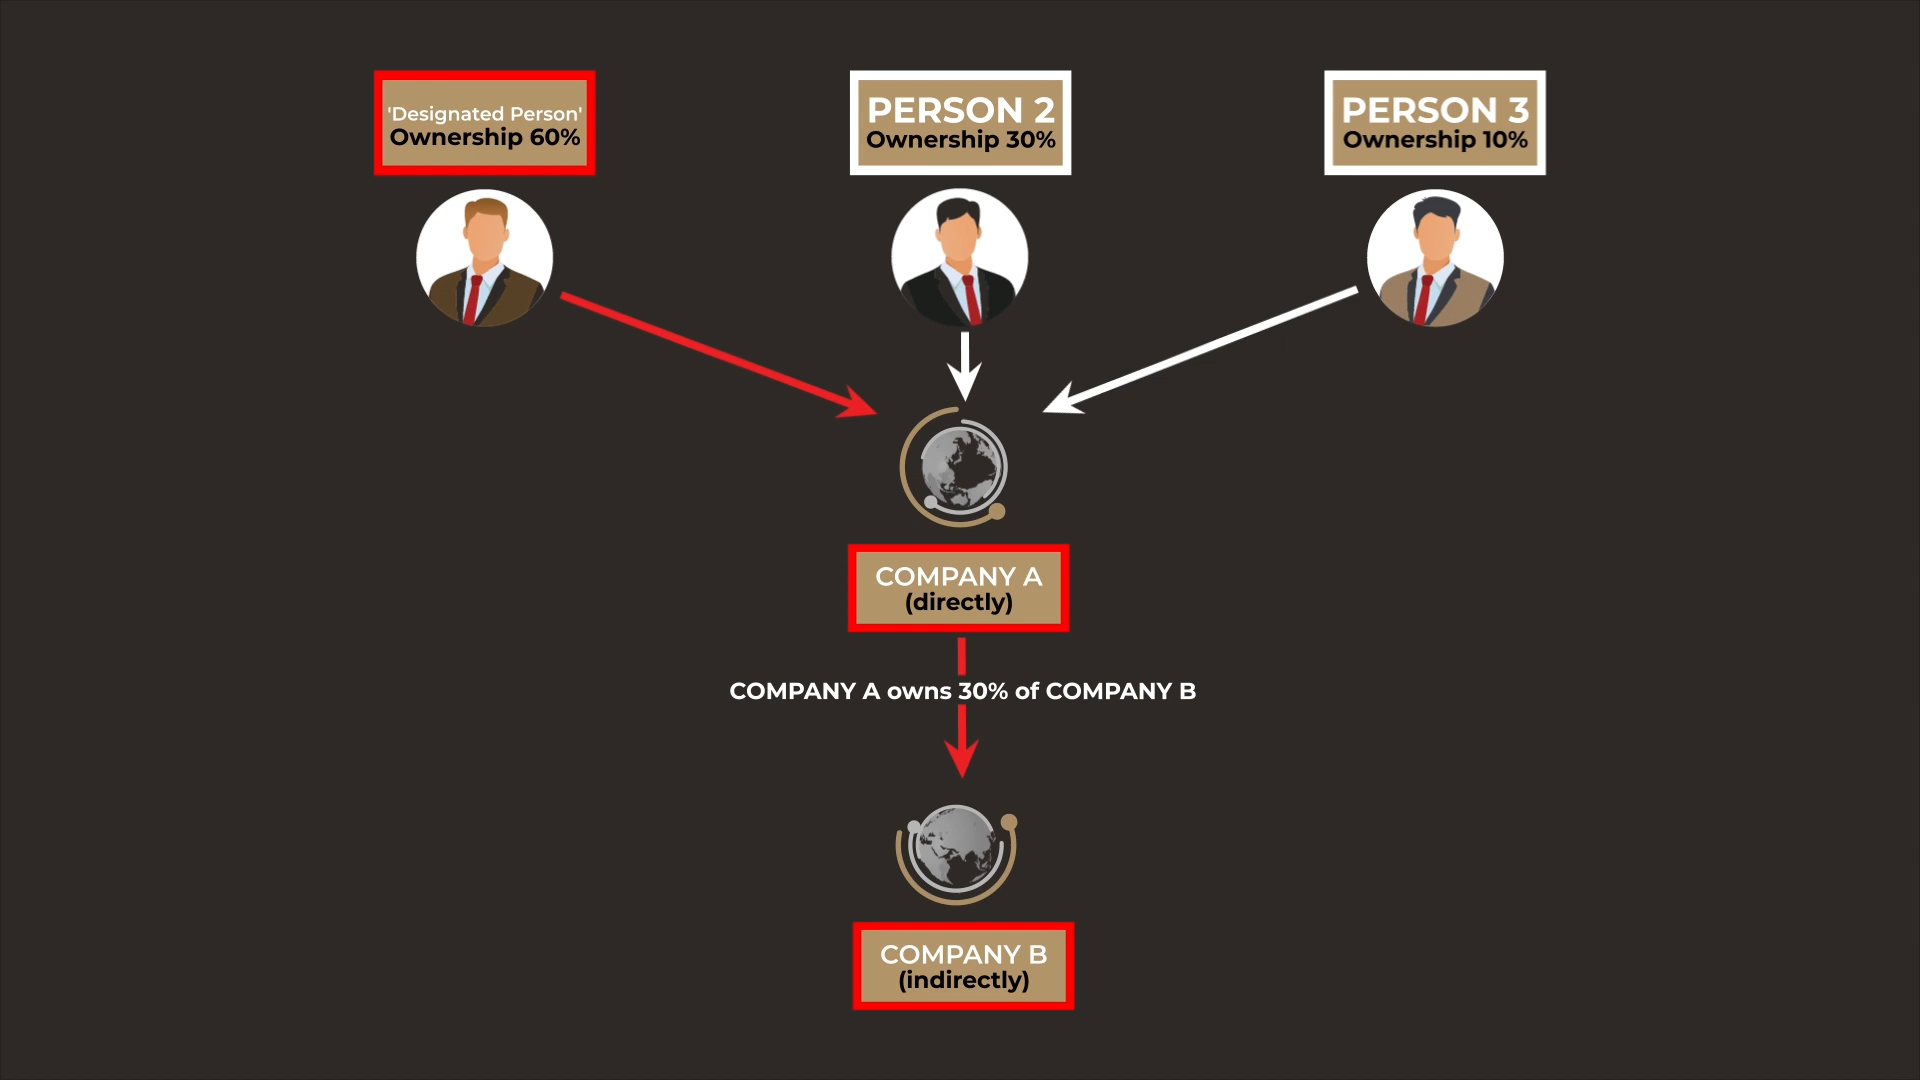 'Designated Person'
Ownership 60%
PERSON 2
Ownership 30%
PERSON 3
Ownership 10%
COMPANY A
(directly)
COMPANY A owns 30% of COMPANY B
COMPANY B
(indirectly)